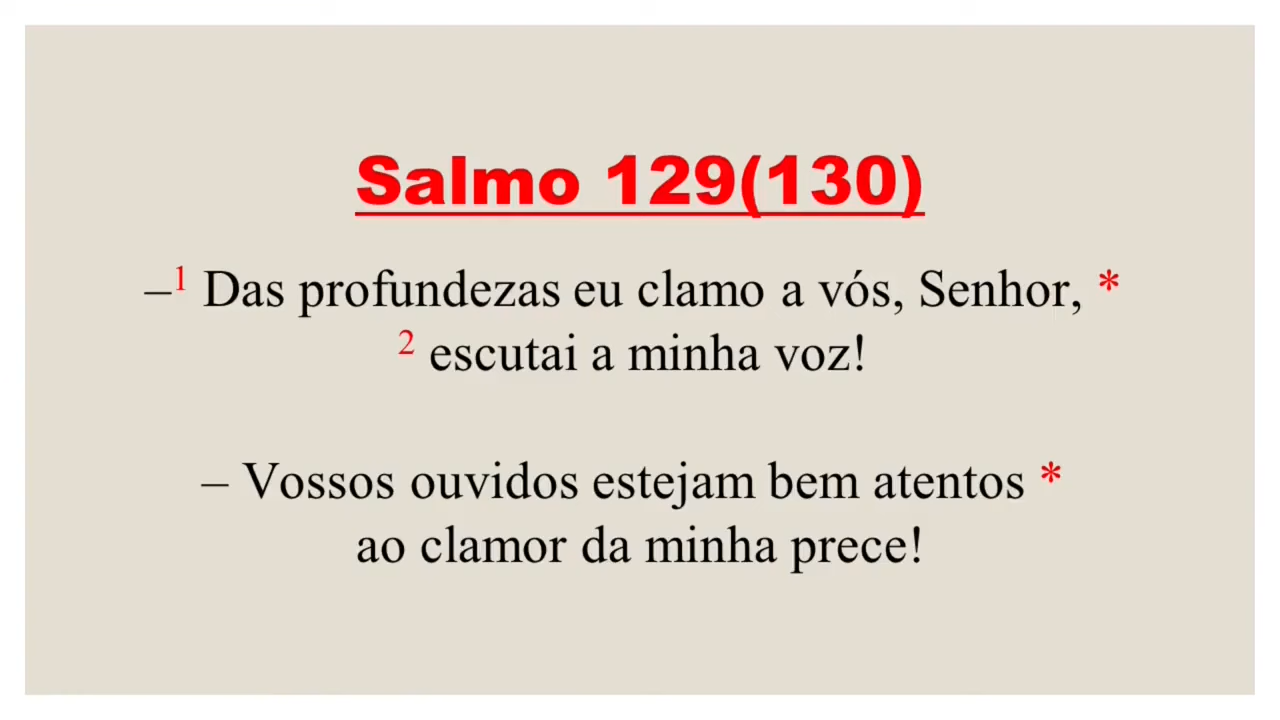 Salmo 129(130)
–1 Das profundezas eu clamo a vós, Senhor, *
2 escutai a minha voz!
– Vossos ouvidos estejam bem atentos *
ao clamor da minha prece!